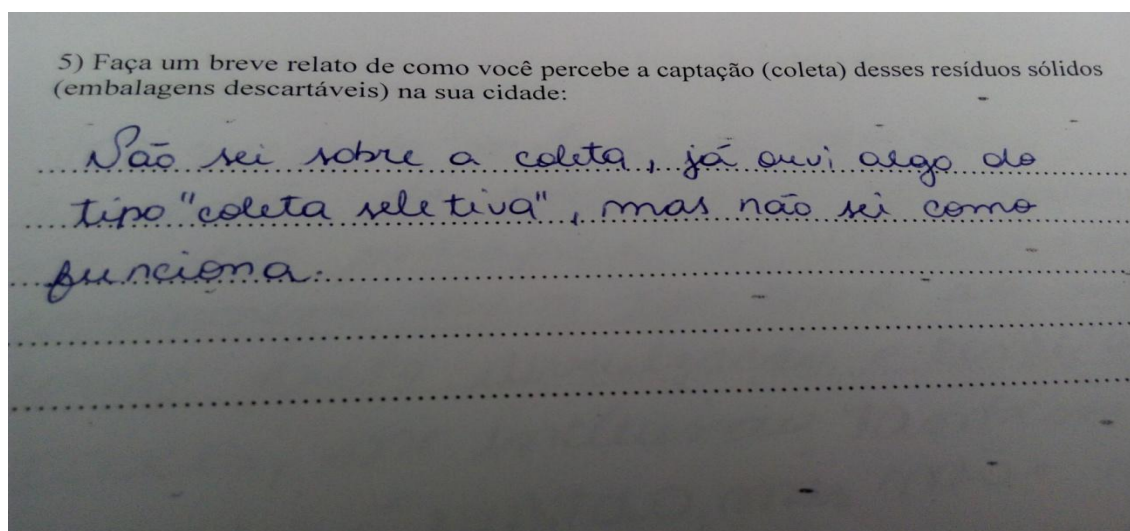 5) Faça um breve relato de como você percebe a captação (coleta) desses resíduos sólidos
(embalagens descartáveis) na sua cidade:
Não sei sobre a coleta, já ouvi algo do
tipo "coleta seletiva", mas não sei como
funciona.